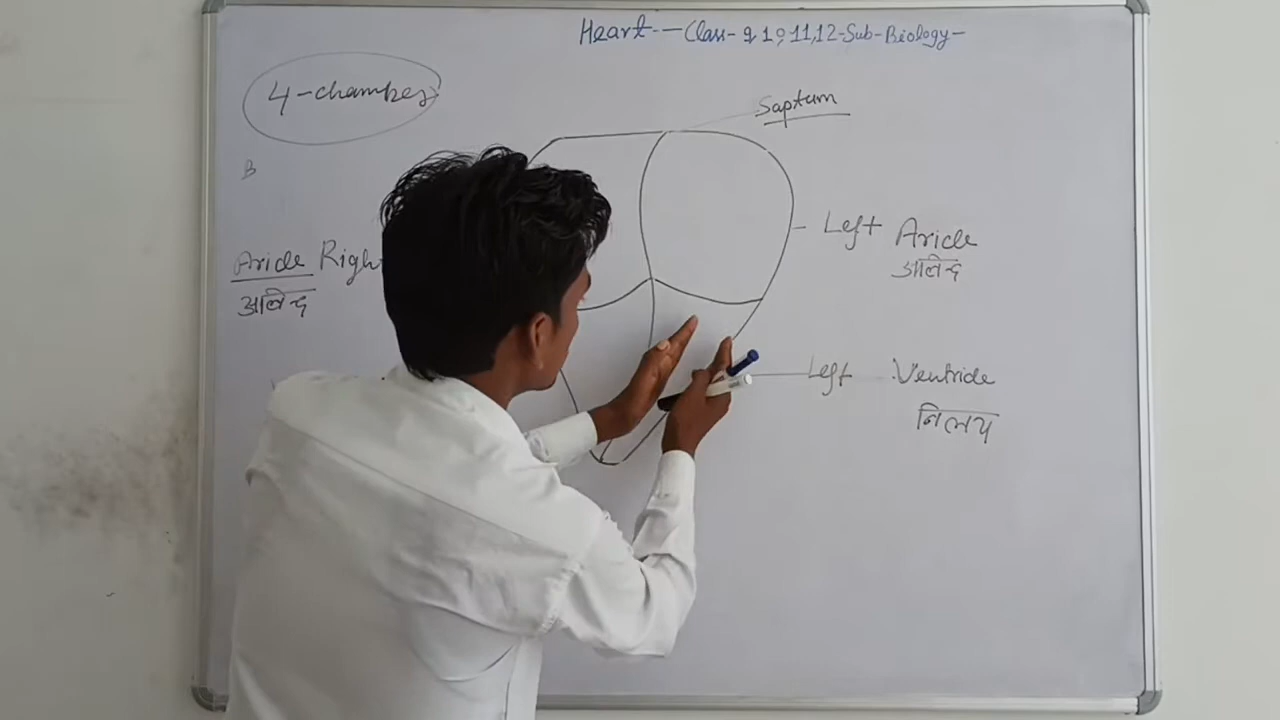 Heart--Class- 9 10 11,12-Sub-Biology-
4-chamber
Saptum
B
Left Aricle
अलिन्द
Aricle Righ
अलिन्द
Left Ventricle
निलय